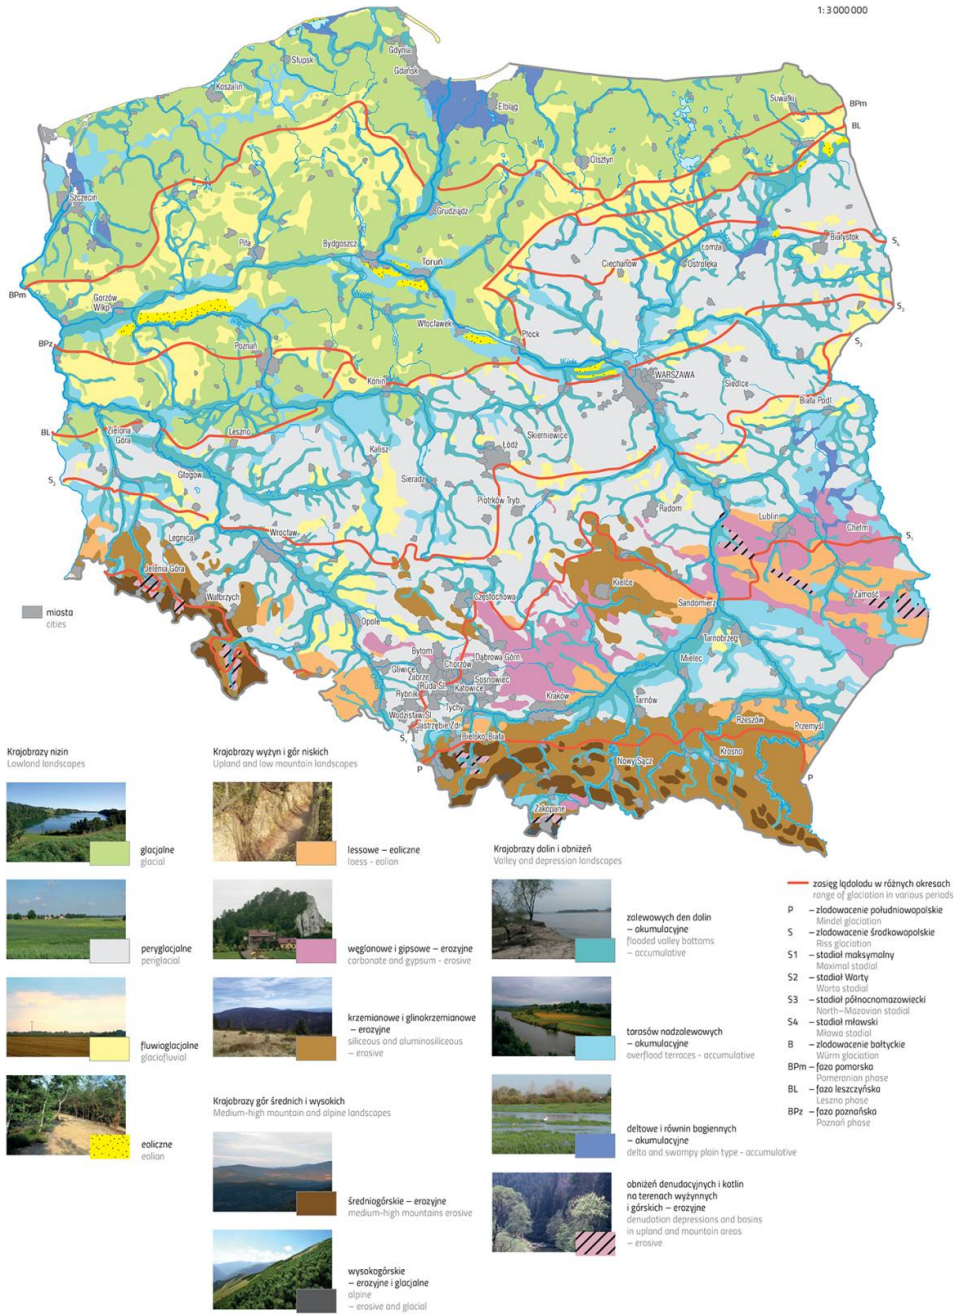 1: 3 000 000
Gdynia
Słupsk
Gdańsk
Koszalin
Elbląg
Suwałki
BPm
BL
Olsztyn
Szczecin
Grudziądz
Piła
Bydgoszcz
Toruń
Łomża
Białystok
S4
Ciechanów
Ostrołęka
BPm
Gorzów
Wlkp.
S3
Włocławek
Płock
BPz
Poznań
S2
WARSZAWA
Siedlce
Konin
Biała Podl.
BL
Zielona
Góra
Leszno
Skierniewice
Łódź
Kalisz
S2
Głogów
Sieradz
Piotrków Tryb.
Radom
Lublin
Wrocław
Chełm
Legnica
S1
Jelenia Góra
Kielce
Zamość
Wałbrzych
Częstochowa
Sandomierz
miasta
cities
Opole
Tarnobrzeg
Bytom
Dąbrowa Górn.
Mielec
Chorzów
Gliwice
Zabrze
Sosnowiec
Ruda Śl.
Katowice
Rybnik
Kraków
Tychy
Tarnów
Wodzisław Śl.
Rzeszów
Jastrzębie Zdr.
Przemyśl
S1
Bielsko-Biała
Krosno
Nowy Sącz
P
P
Zakopane
Krajobrazy nizin
Lowland landscapes
glacjalne
glacial
peryglacjalne
periglacial
fluwioglacjalne
glaciofluvial
eoliczne
eolian
Krajobrazy wyżyn i gór niskich
Upland and low mountain landscapes
lessowe – eoliczne
loess - eolian
węglanowe i gipsowe – erozyjne
carbonate and gypsum - erosive
krzemianowe i glinokrzemianowe
– erozyjne
siliceous and aluminosiliceous
– erosive
Krajobrazy gór średnich i wysokich
Medium-high mountain and alpine landscapes
średniogórskie – erozyjne
medium-high mountains erosive
wysokogórskie
– erozyjne i glacjalne
alpine
– erosive and glacial
Krajobrazy dolin i obniżeń
Valley and depression landscapes
zalewowych den dolin
– akumulacyjne
flooded valley bottoms
– accumulative
tarasów nadzalewowych
– akumulacyjne
overflood terraces - accumulative
deltowe i równin bagiennych
– akumulacyjne
delta and swampy plain type - accumulative
obniżeń denudacyjnych i kotlin
na terenach wyżynnych
i górskich – erozyjne
denudation depressions and basins
in upland and mountain areas
– erosive
zasięg lądolodu w różnych okresach
range of glaciation in various periods
P – zlodowacenie południowopolskie
Mindel glaciation
S – zlodowacenie środkowopolskie
Riss glaciation
S1 – stadiał maksymalny
Maximal stadial
S2 – stadiał Warty
Warta stadial
S3 – stadiał północnomazowiecki
North–Mazovian stadial
S4 – stadiał mławski
Mława stadial
B – zlodowacenie bałtyckie
Würm glaciation
BPm – faza pomorska
Pomeranian phase
BL – faza leszczyńska
Leszno phase
BPz – faza poznańska
Poznań phase